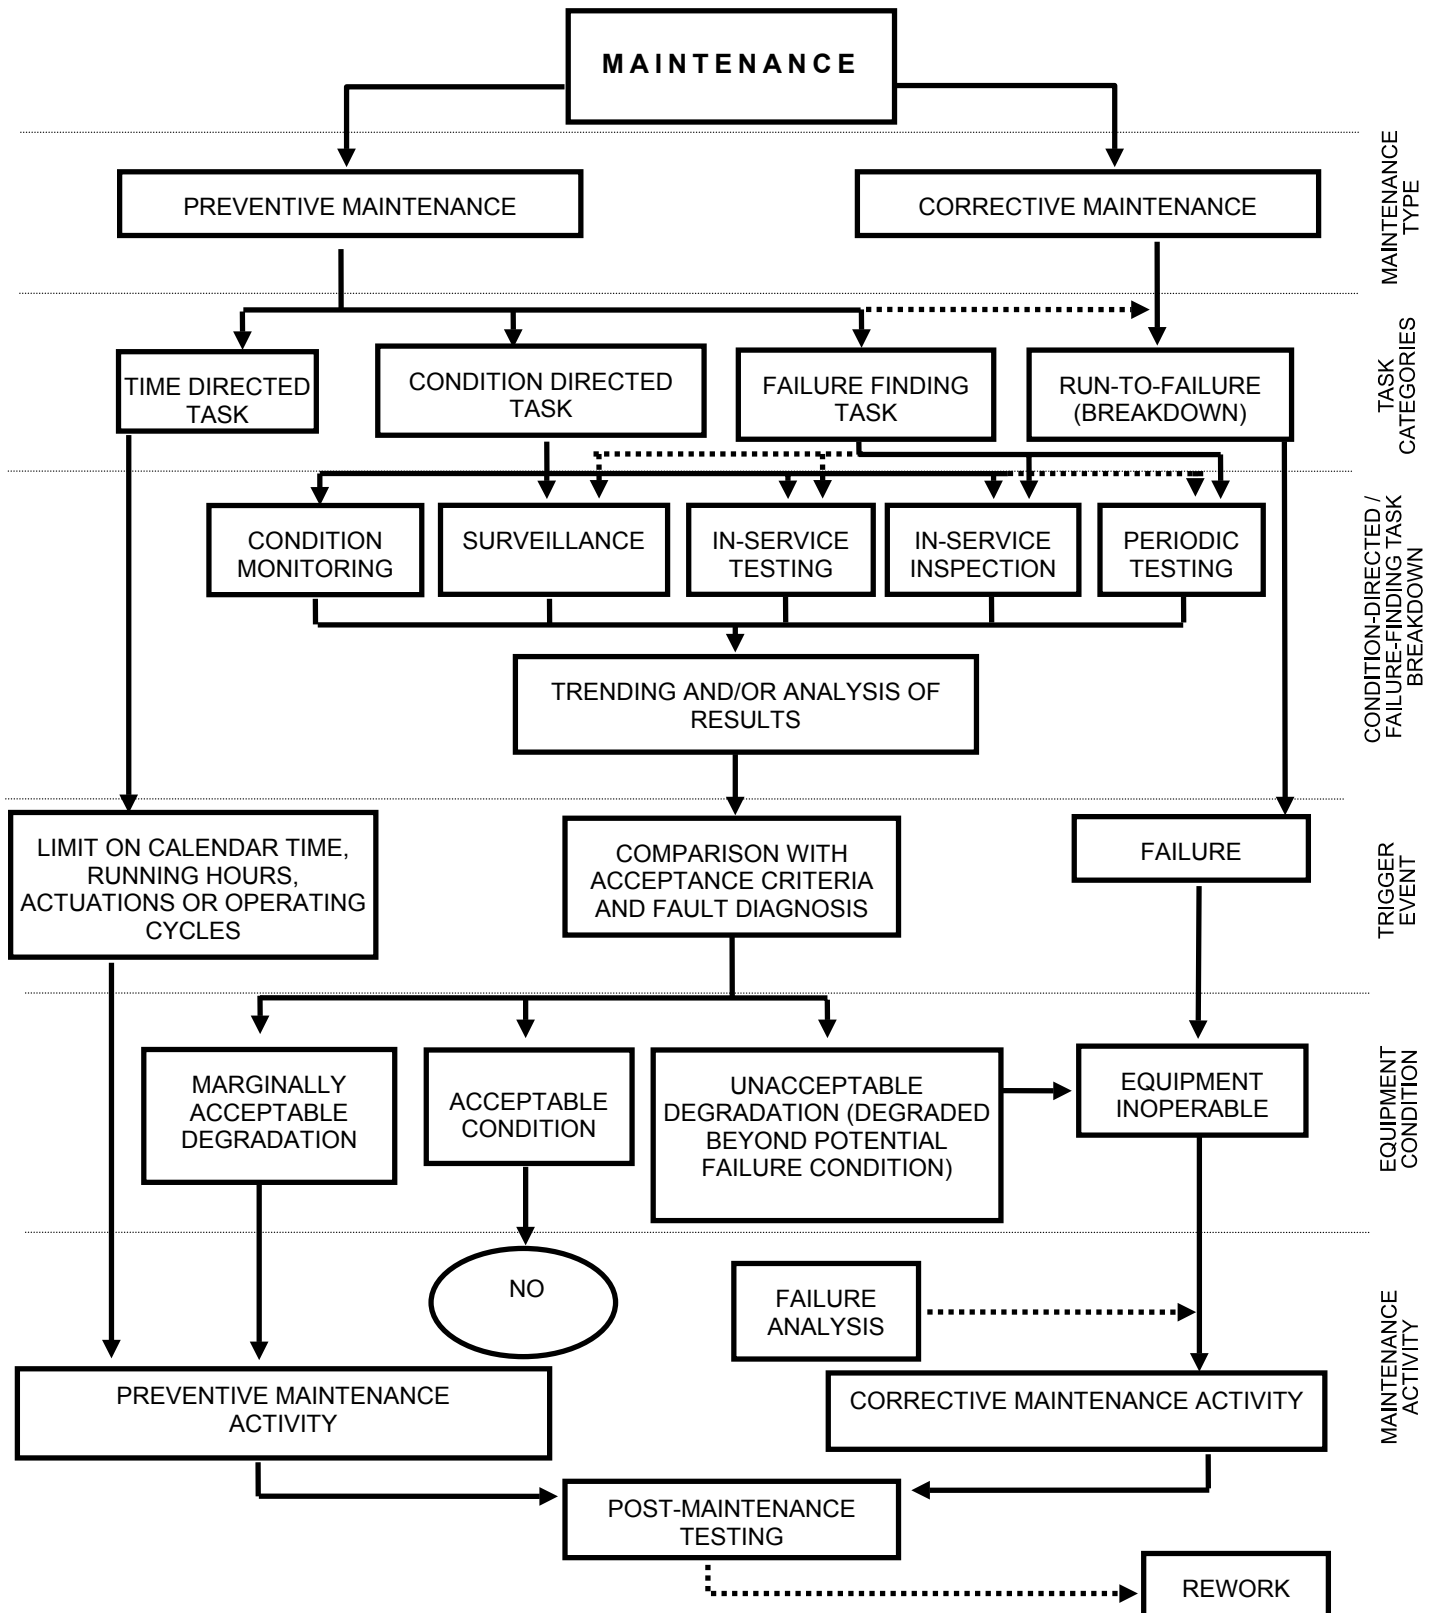 MAINTENANCE
PREVENTIVE MAINTENANCE
CORRECTIVE MAINTENANCE
MAINTENANCE
TYPE
TIME DIRECTED
TASK
CONDITION DIRECTED
TASK
FAILURE FINDING
TASK
RUN-TO-FAILURE
(BREAKDOWN)
TASK
CATEGORIES
CONDITION
MONITORING
SURVEILLANCE
IN-SERVICE
TESTING
IN-SERVICE
INSPECTION
PERIODIC
TESTING
TRENDING AND/OR ANALYSIS OF
RESULTS
CONDITION-DIRECTED /
FAILURE-FINDING TASK
BREAKDOWN
LIMIT ON CALENDAR TIME,
RUNNING HOURS,
ACTUATIONS OR OPERATING
CYCLES
COMPARISON WITH
ACCEPTANCE CRITERIA
AND FAULT DIAGNOSIS
FAILURE
TRIGGER
EVENT
MARGINALLY
ACCEPTABLE
DEGRADATION
ACCEPTABLE
CONDITION
UNACCEPTABLE
DEGRADATION (DEGRADED
BEYOND POTENTIAL
FAILURE CONDITION)
EQUIPMENT
INOPERABLE
EQUIPMENT
CONDITION
NO
FAILURE
ANALYSIS
PREVENTIVE MAINTENANCE
ACTIVITY
CORRECTIVE MAINTENANCE ACTIVITY
MAINTENANCE
ACTIVITY
POST-MAINTENANCE
TESTING
REWORK